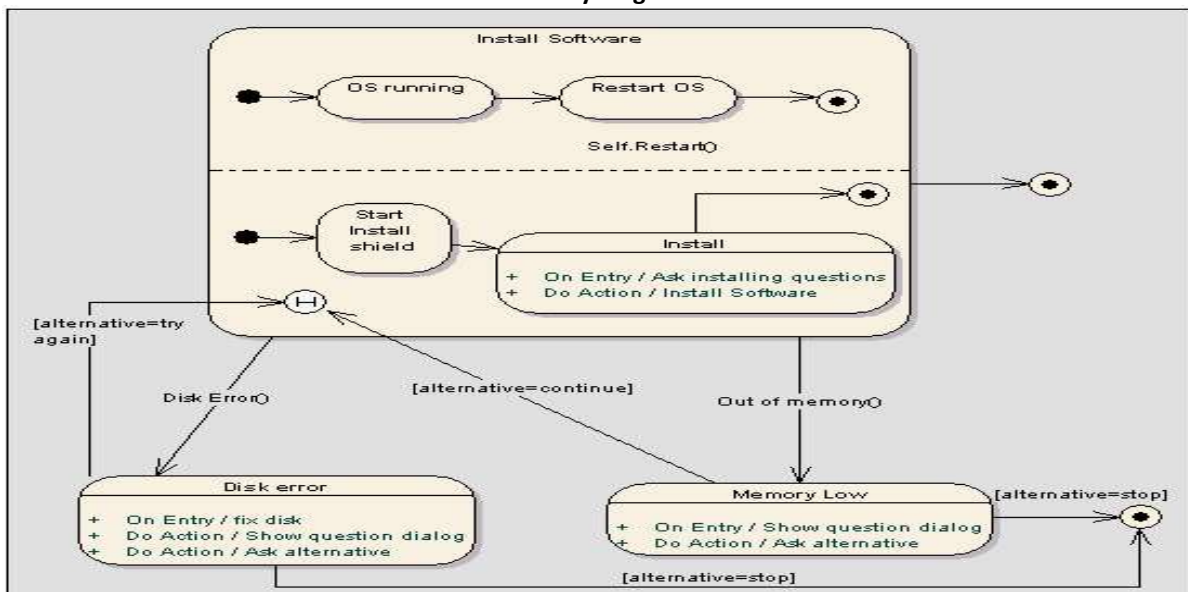 Install Software
OS running
Restart OS
Self.Restart()
Start
Install
shield
Install
+ On Entry / Ask installing questions
+ Do Action / Install Software
H
[alternative=try
again]
[alternative=continue]
Disk Error()
Out of memory()
Disk error
+ On Entry / fix disk
+ Do Action / Show question dialog
+ Do Action / Ask alternative
Memory Low
+ On Entry / Show question dialog
+ Do Action / Ask alternative
[alternative=stop]
[alternative=stop]